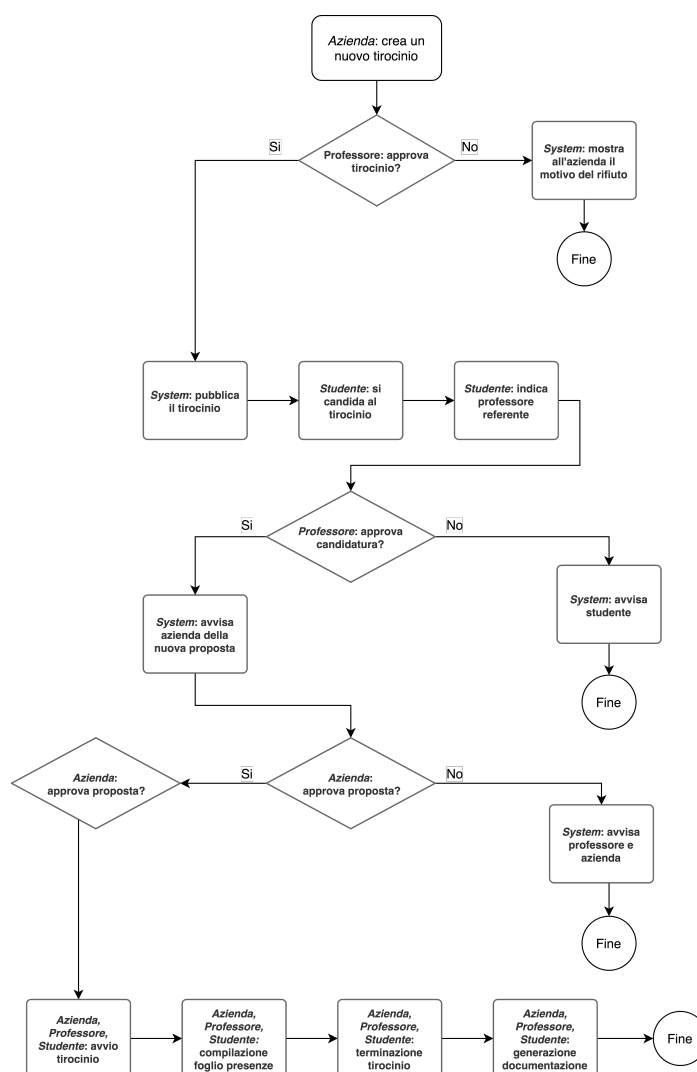 Azienda: crea un
nuovo tirocinio
Si
Professore: approva
tirocinio?
No
System: mostra
all'azienda il
motivo del rifiuto
Fine
System: pubblica
il tirocinio
Studente: si
candida al
tirocinio
Studente: indica
professore
referente
Si
Professore: approva
candidatura?
No
System: avvisa
azienda della
nuova proposta
System: avvisa
studente
Fine
Azienda:
approva proposta?
Si
Azienda:
approva proposta?
No
System: avvisa
professore e
azienda
Fine
Azienda,
Professore,
Studente: avvio
tirocinio
Azienda,
Professore,
Studente:
compilazione
foglio presenze
Azienda,
Professore,
Studente:
terminazione
tirocinio
Azienda,
Professore,
Studente:
generazione
documentazione
Fine